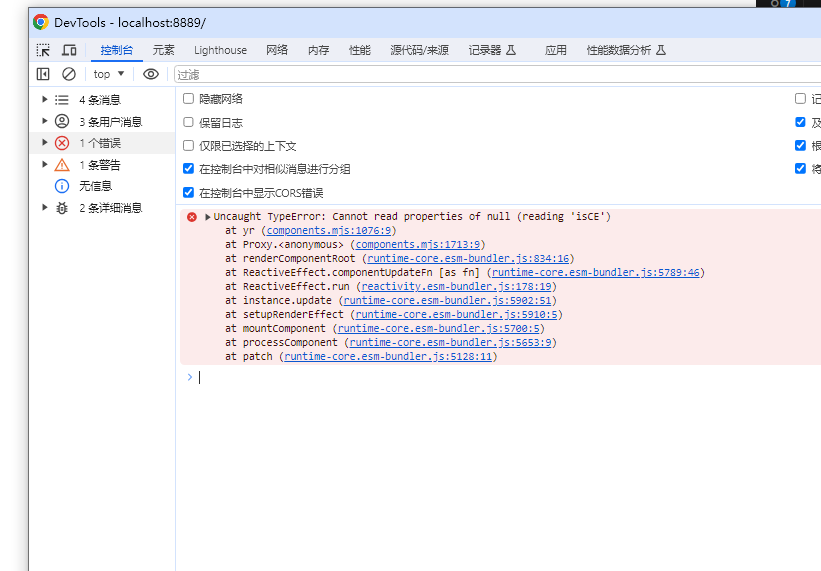 7
DevTools - localhost:8889/
控制台 元素 Lighthouse 网络 内存 性能 源代码/来源 记录器 应用 性能数据分析
top 过滤
4 条消息
3 条用户消息
1 个错误
1 条警告
无信息
2 条详细消息
隐藏网络
保留日志
仅限已选择的上下文
在控制台中对相似消息进行分组
在控制台中显示CORS错误
及
根
将
Uncaught TypeError: Cannot read properties of null (reading 'isCE')
at yr (components.mjs:1076:9)
at Proxy.<anonymous> (components.mjs:1713:9)
at renderComponentRoot (runtime-core.esm-bundler.js:834:16)
at ReactiveEffect.componentUpdateFn [as fn] (runtime-core.esm-bundler.js:5789:46)
at ReactiveEffect.run (reactivity.esm-bundler.js:178:19)
at instance.update (runtime-core.esm-bundler.js:5902:51)
at setupRenderEffect (runtime-core.esm-bundler.js:5910:5)
at mountComponent (runtime-core.esm-bundler.js:5700:5)
at processComponent (runtime-core.esm-bundler.js:5653:9)
at patch (runtime-core.esm-bundler.js:5128:11)